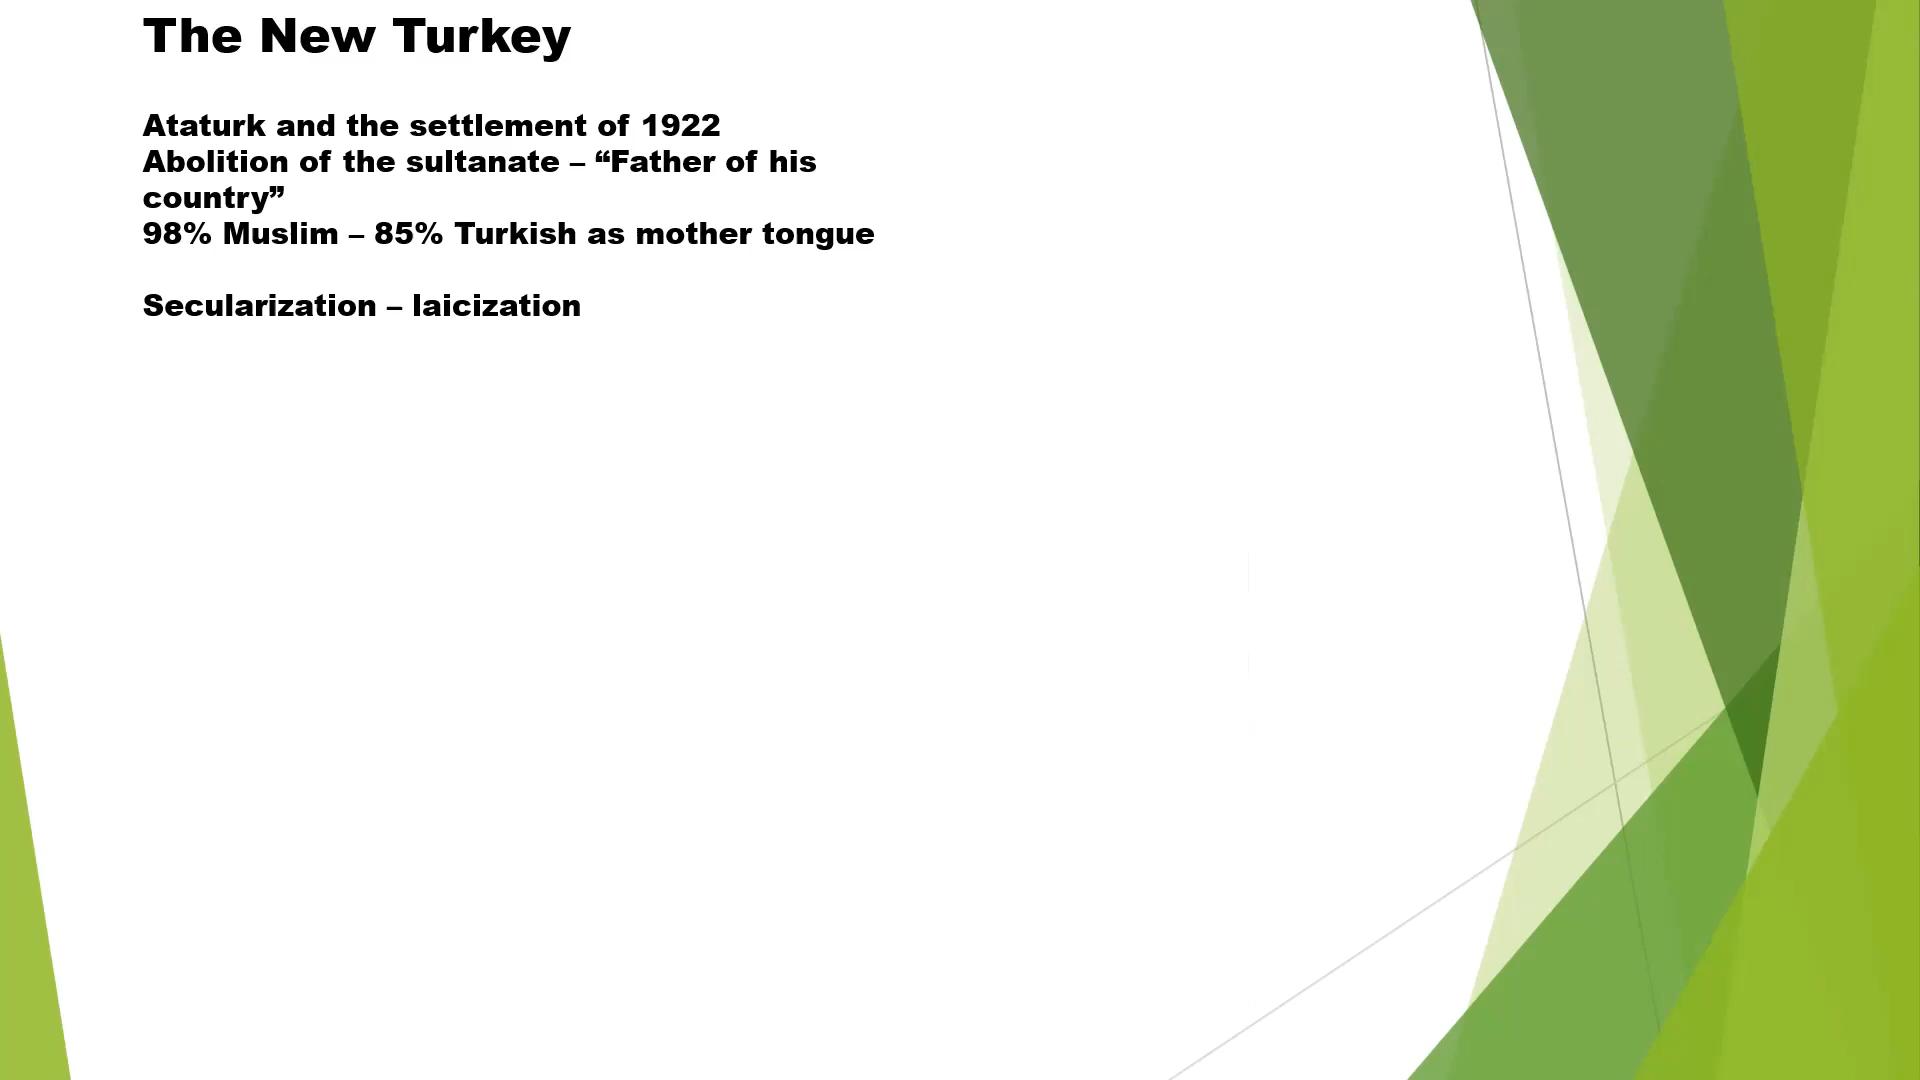 The New Turkey
Ataturk and the settlement of 1922
Abolition of the sultanate – “Father of his
country”
98% Muslim – 85% Turkish as mother tongue
Secularization – laicization